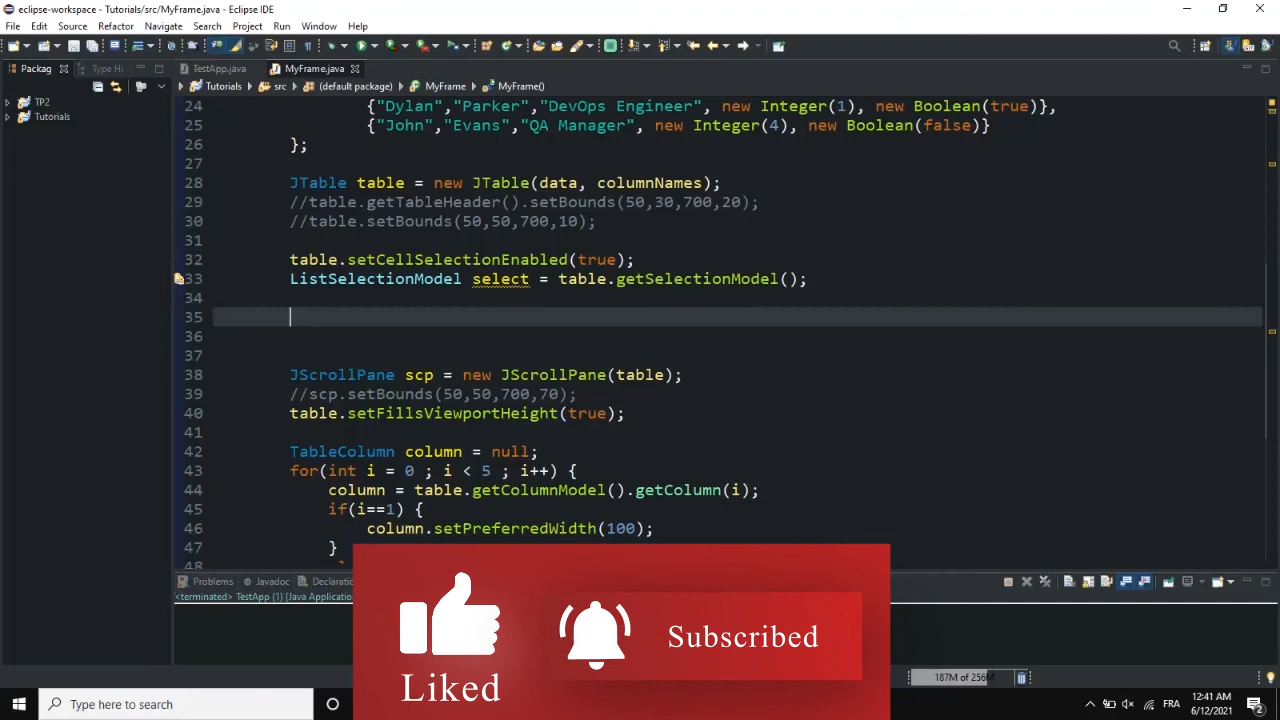 eclipse-workspace - Tutorials/src/MyFrame.java - Eclipse IDE
File Edit Source Refactor Navigate Search Project Run Window Help
Packag Type Hi TestApp.java MyFrame.java
Tutorials src (default package) MyFrame MyFrame()
TP2
Tutorials
24 {"Dylan","Parker","DevOps Engineer", new Integer(1), new Boolean(true)},
25 {"John","Evans","QA Manager", new Integer(4), new Boolean(false)}
26 };
27
28 JTable table = new JTable(data, columnNames);
29 //table.getTableHeader().setBounds(50,30,700,20);
30 //table.setBounds(50,50,700,10);
31
32 table.setCellSelectionEnabled(true);
33 ListSelectionModel select = table.getSelectionModel();
34
35
36
37
38 JScrollPane scp = new JScrollPane(table);
39 //scp.setBounds(50,50,700,70);
40 table.setFillsViewportHeight(true);
41
42 TableColumn column = null;
43 for(int i = 0 ; i < 5 ; i++) {
44 column = table.getColumnModel().getColumn(i);
45 if(i==1) {
46 column.setPreferredWidth(100);
47 }
48
Problems Javadoc Declaratio
<terminated> TestApp (1) [Java Applicatio
Liked
Subscribed
187M of 256M
Type here to search
FRA
12:41 AM
6/12/2021
2